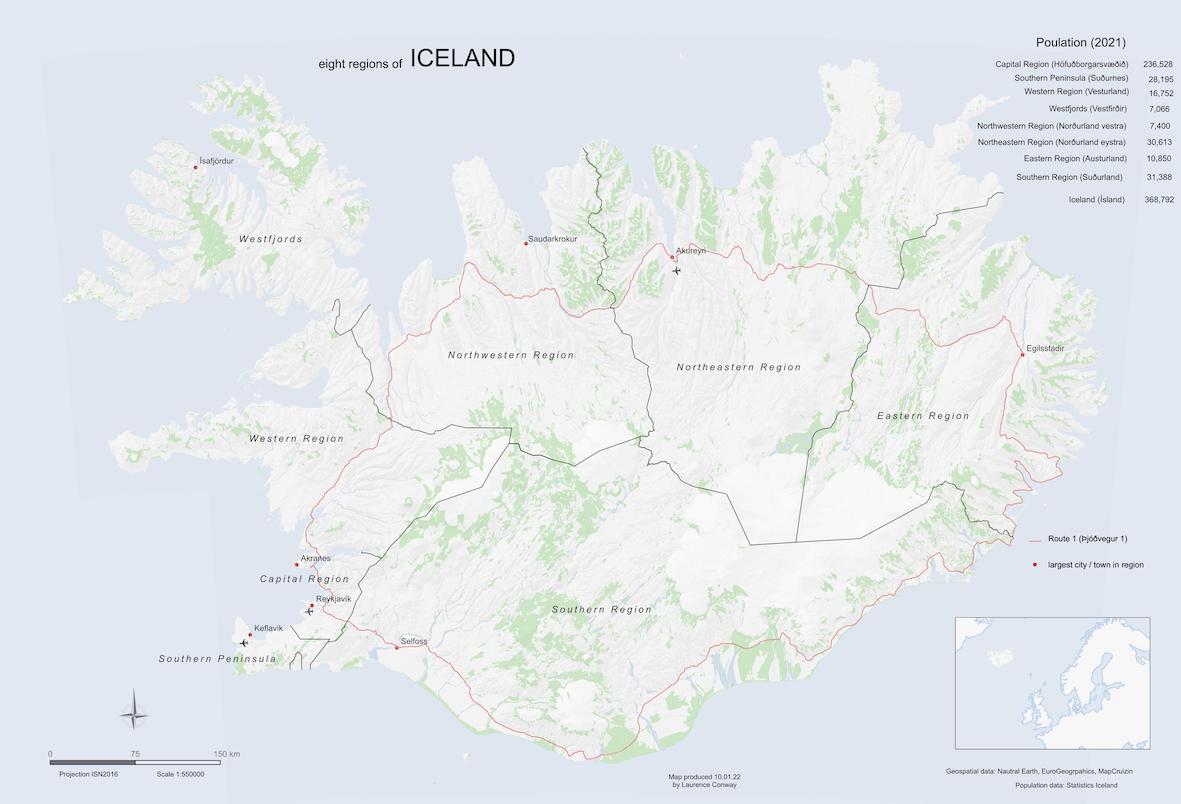 eight regions of ICELAND
Poulation (2021)
Capital Region (Höfuðborgarsvæðið) 236,528
Southern Peninsula (Suðurnes) 28,195
Western Region (Vesturland) 16,752
Westfjords (Vestfirðir) 7,066
Northwestern Region (Norðurland vestra) 7,400
Northeastern Region (Norðurland eystra) 30,613
Eastern Region (Austurland) 10,850
Southern Region (Suðurland) 31,388
Iceland (Ísland) 368,792
Ísafjördur
Westfjords
Saudarkrokur
Akureyri
Northwestern Region
Northeastern Region
Egilsstadir
Eastern Region
Western Region
Route 1 (Þjóðvegur 1)
largest city / town in region
Akranes
Capital Region
Reykjavik
Southern Region
Keflavik
Selfoss
Southern Peninsula
0 75 150 km
Projection ISN2016 Scale 1:550000
Map produced 10.01.22
by Laurence Conway
Geospatial data: Nautral Earth, EuroGeogrpahics, MapCruizin
Population data: Statistics Iceland